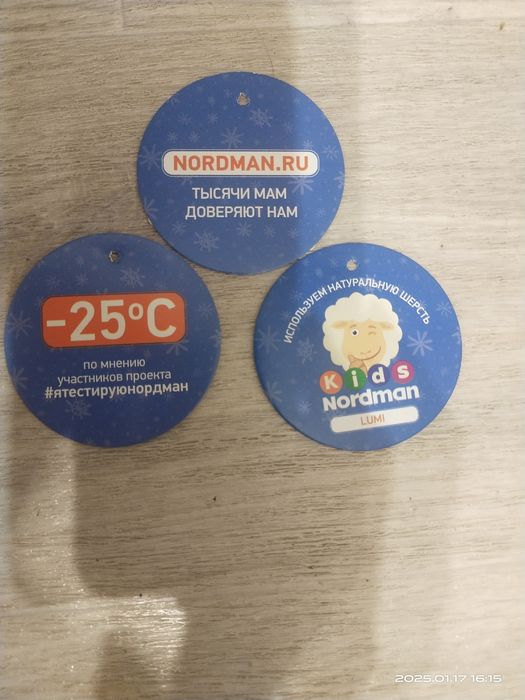 NORDMAN.RU
ТЫСЯЧИ МАМ
ДОВЕРЯЮТ НАМ
-25ºC
по мнению
участников проекта
#ятестируюнордман
ИСПОЛЬЗУЕМ НАТУРАЛЬНУЮ ШЕРСТЬ
Kids
Nordman
LUMI
2025.01.17 16:15